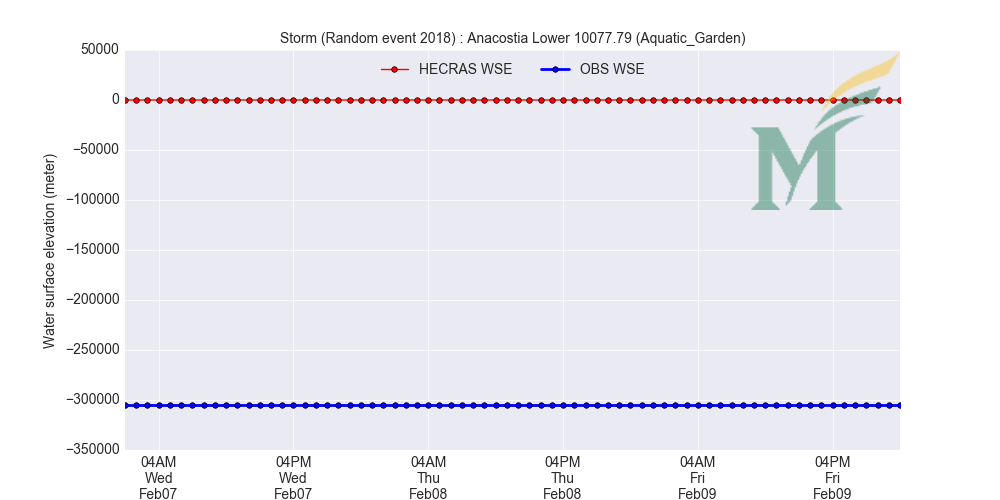 Storm (Random event 2018) : Anacostia Lower 10077.79 (Aquatic_Garden)
HECRAS WSE
OBS WSE
Water surface elevation (meter)
50000
0
−50000
−100000
−150000
−200000
−250000
−300000
−350000
04AM
Wed
Feb07
04PM
Wed
Feb07
04AM
Thu
Feb08
04PM
Thu
Feb08
04AM
Fri
Feb09
04PM
Fri
Feb09
M